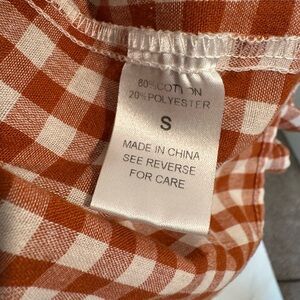 80%COTTON
20%POLYESTER
S
MADE IN CHINA
SEE REVERSE
FOR CARE